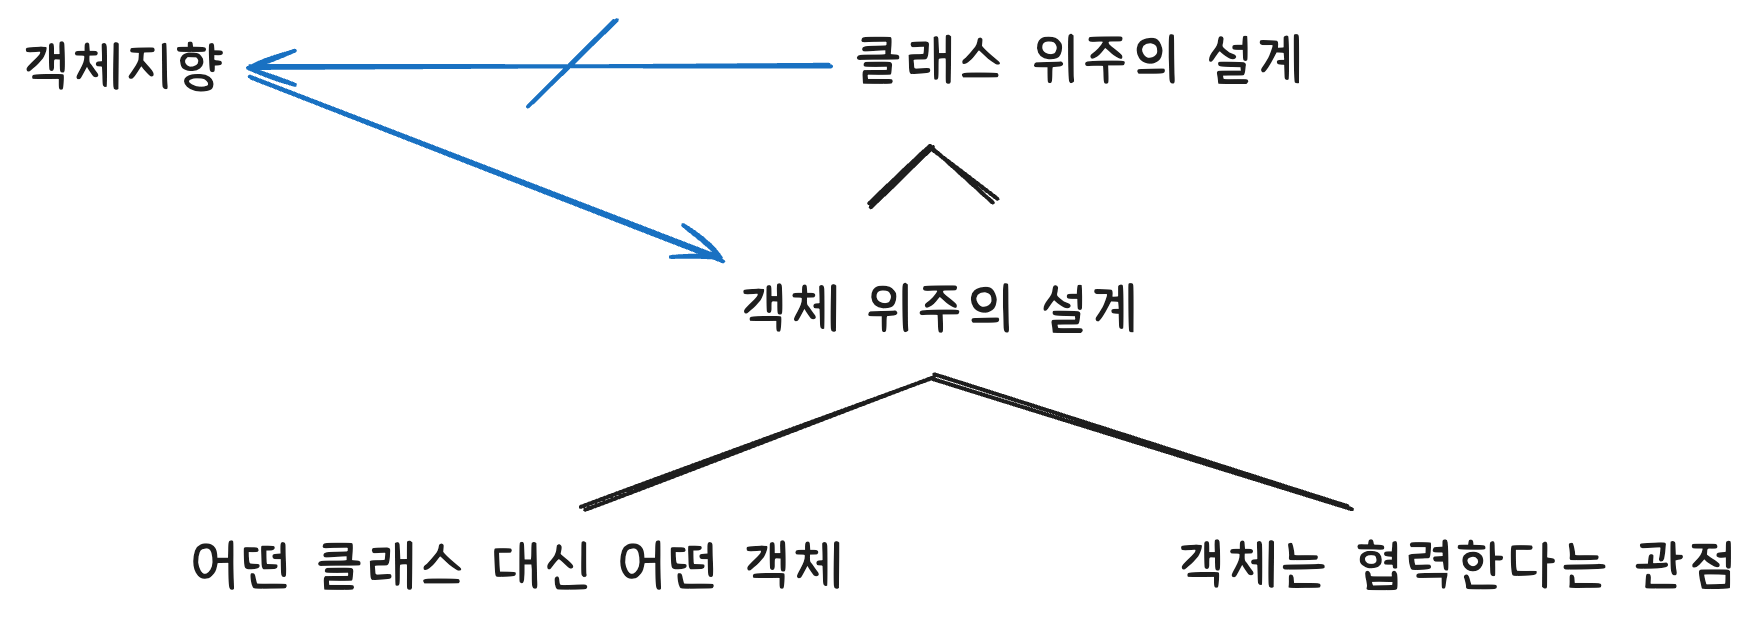 객체지향
클래스 위주의 설계
객체 위주의 설계
어떤 클래스 대신 어떤 객체
객체는 협력한다는 관점